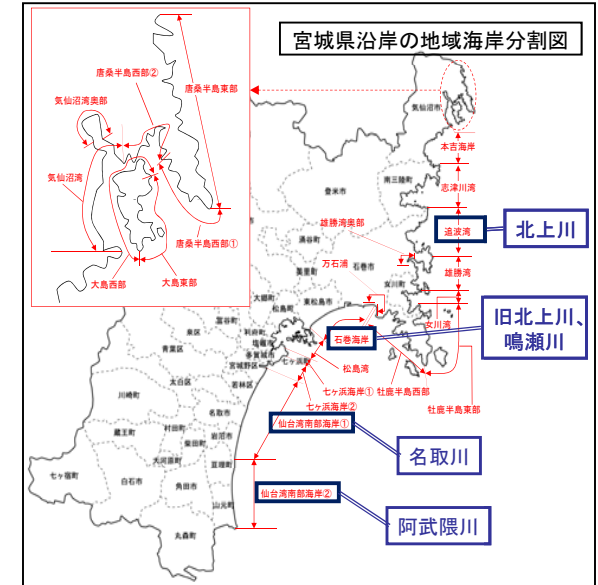 宮城県沿岸の地域海岸分割図
唐桑半島西部②
唐桑半島東部
気仙沼湾奥部
気仙沼湾
唐桑半島西部①
大島西部
大島東部
気仙沼市
本吉海岸
南三陸町
志津川湾
登米市
雄勝湾奥部
追波湾
北上川
涌谷町
万石浦
石巻市
雄勝湾
美里町
女川町
大郷町
東松島市
松島町
富谷町
旧北上川、
鳴瀬川
利府町
女川湾
泉区
塩竈市
石巻海岸
青葉区
多賀城市
宮城野区
七ヶ浜町
松島湾
太白区
若林区
七ヶ浜海岸①
牡鹿半島西部
川崎町
七ヶ浜海岸②
牡鹿半島東部
名取市
仙台湾南部海岸①
村田町
蔵王町
柴田町
岩沼市
名取川
大河原町
亘理町
七ヶ宿町
白石市
角田市
仙台湾南部海岸②
山元町
阿武隈川
丸森町